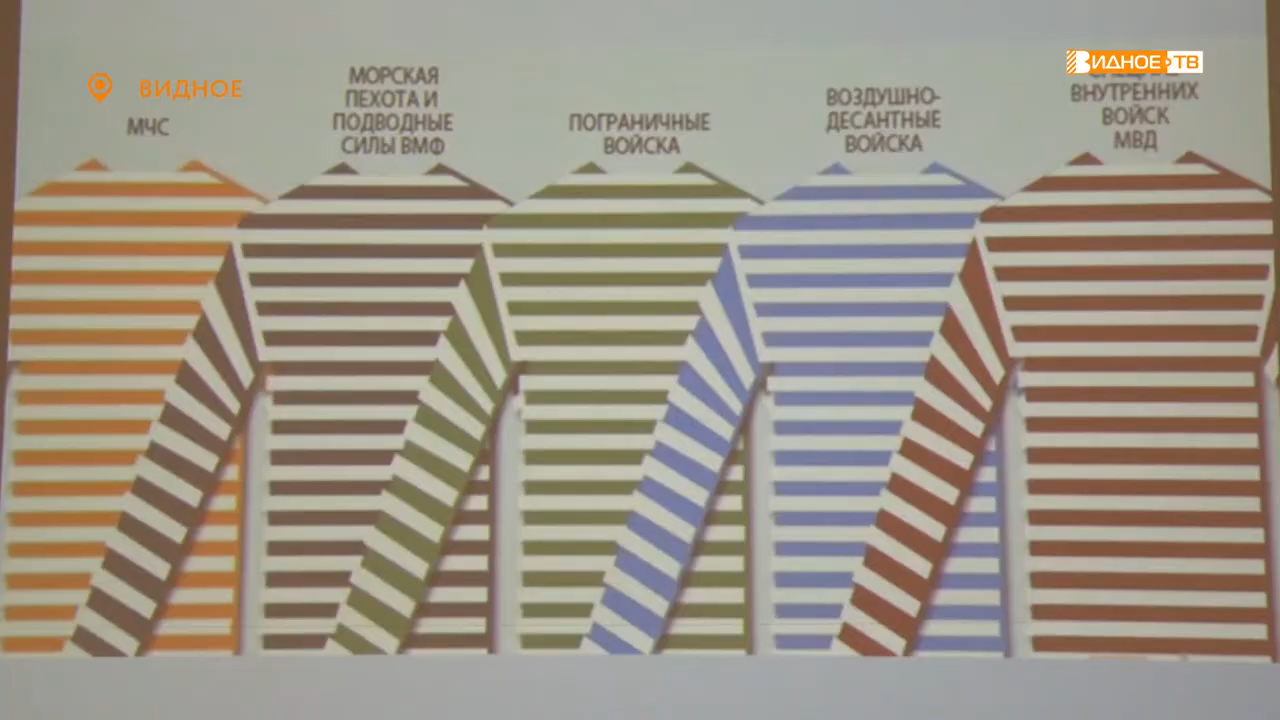 ВИДНОЕ
ВИДНОЕ ТВ
МЧС
МОРСКАЯ
ПЕХОТА И
ПОДВОДНЫЕ
СИЛЫ ВМФ
ПОГРАНИЧНЫЕ
ВОЙСКА
ВОЗДУШНО-
ДЕСАНТНЫЕ
ВОЙСКА
ВНУТРЕННИХ
ВОЙСК
МВД